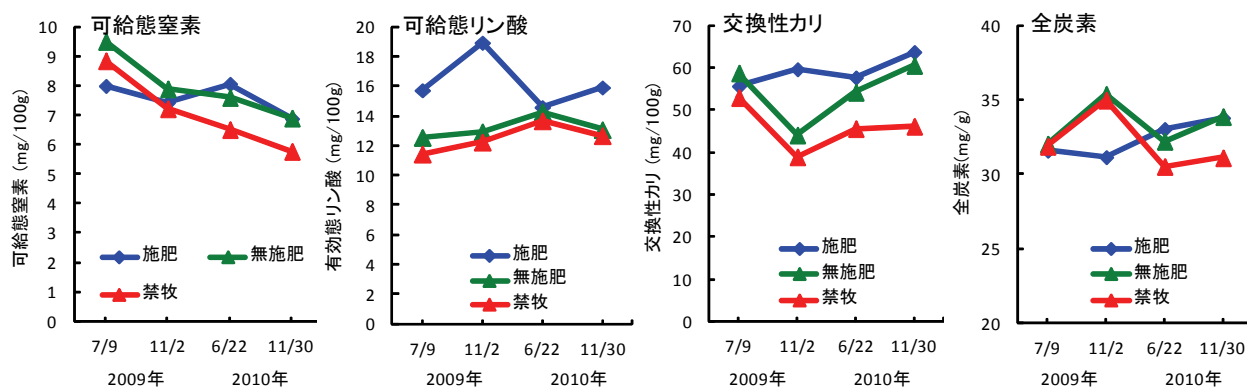 可給態窒素
可給態窒素 (mg/100g)
10
9
8
7
6
5
4
3
2
1
0
施肥
無施肥
禁牧
7/9 11/2 6/22 11/30
2009年 2010年
可給態リン酸
有効態リン酸 (mg/100g)
20
18
16
14
12
10
8
6
4
2
0
施肥
無施肥
禁牧
7/9 11/2 6/22 11/30
2009年 2010年
交換性カリ
交換性カリ (mg/100g)
70
60
50
40
30
20
10
0
施肥
無施肥
禁牧
7/9 11/2 6/22 11/30
2009年 2010年
全炭素
全炭素(mg/g)
40
35
30
25
20
施肥
無施肥
禁牧
7/9 11/2 6/22 11/30
2009年 2010年